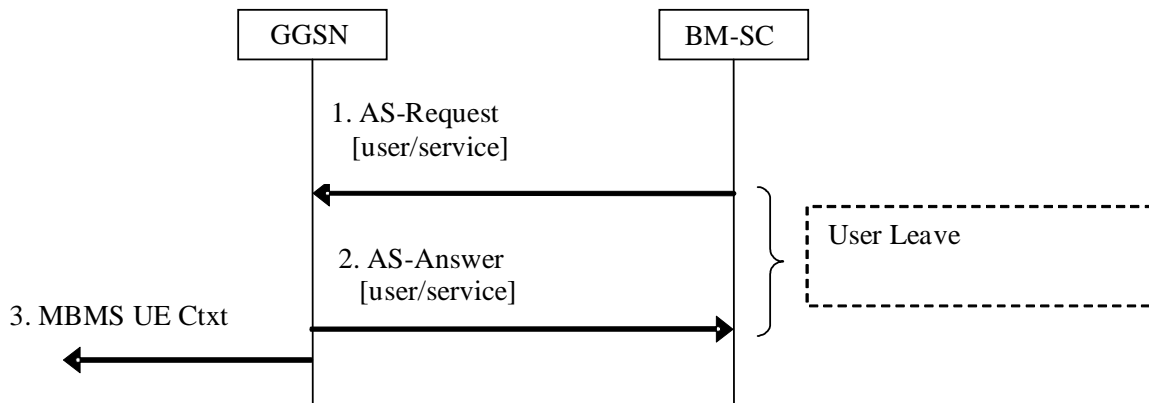 GGSN
BM-SC
1. AS-Request
[user/service]
User Leave
2. AS-Answer
[user/service]
3. MBMS UE Ctxt